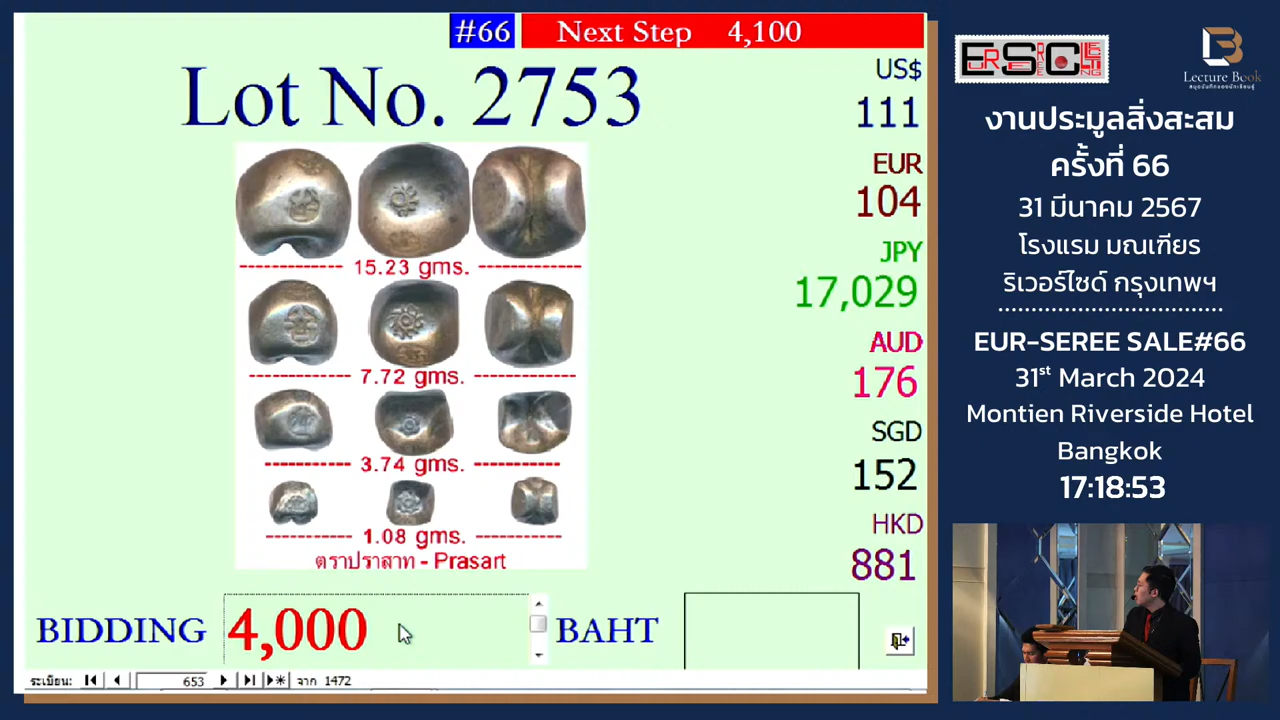 #66
Next Step 4,100
Lot No. 2753
US$
111
EUR
104
JPY
17,029
AUD
176
SGD
152
HKD
881
15.23 gms.
7.72 gms.
3.74 gms.
1.08 gms.
ตราปราสาท - Prasart
BIDDING 4,000 BAHT
ระเบียน: 653 จาก 1472
Lecture Book
งานประมูลสิ่งสะสม
ครั้งที่ 66
31 มีนาคม 2567
โรงแรม มณเฑียร
ริเวอร์ไซด์ กรุงเทพฯ
EUR-SEREE SALE#66
31st March 2024
Montien Riverside Hotel
Bangkok
17:18:53